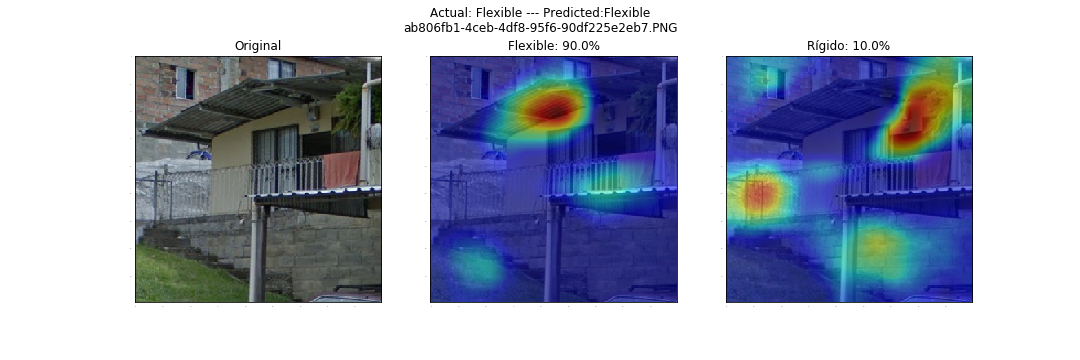 Actual: Flexible --- Predicted:Flexible
ab806fb1-4ceb-4df8-95f6-90df225e2eb7.PNG
Original
Flexible: 90.0%
Rígido: 10.0%